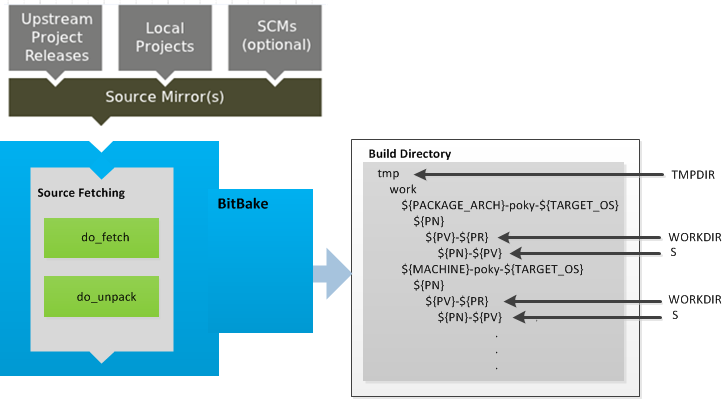 Upstream
Project
Releases
Local
Projects
SCMs
(optional)
Source Mirror(s)
Source Fetching
do_fetch
do_unpack
BitBake
Build Directory
tmp
TMPDIR
work
${PACKAGE_ARCH}-poky-${TARGET_OS}
${PN}
${PV}-${PR}
WORKDIR
${PN}-${PV}
S
${MACHINE}-poky-${TARGET_OS}
${PN}
${PV}-${PR}
WORKDIR
${PN}-${PV}
S
.
.
.